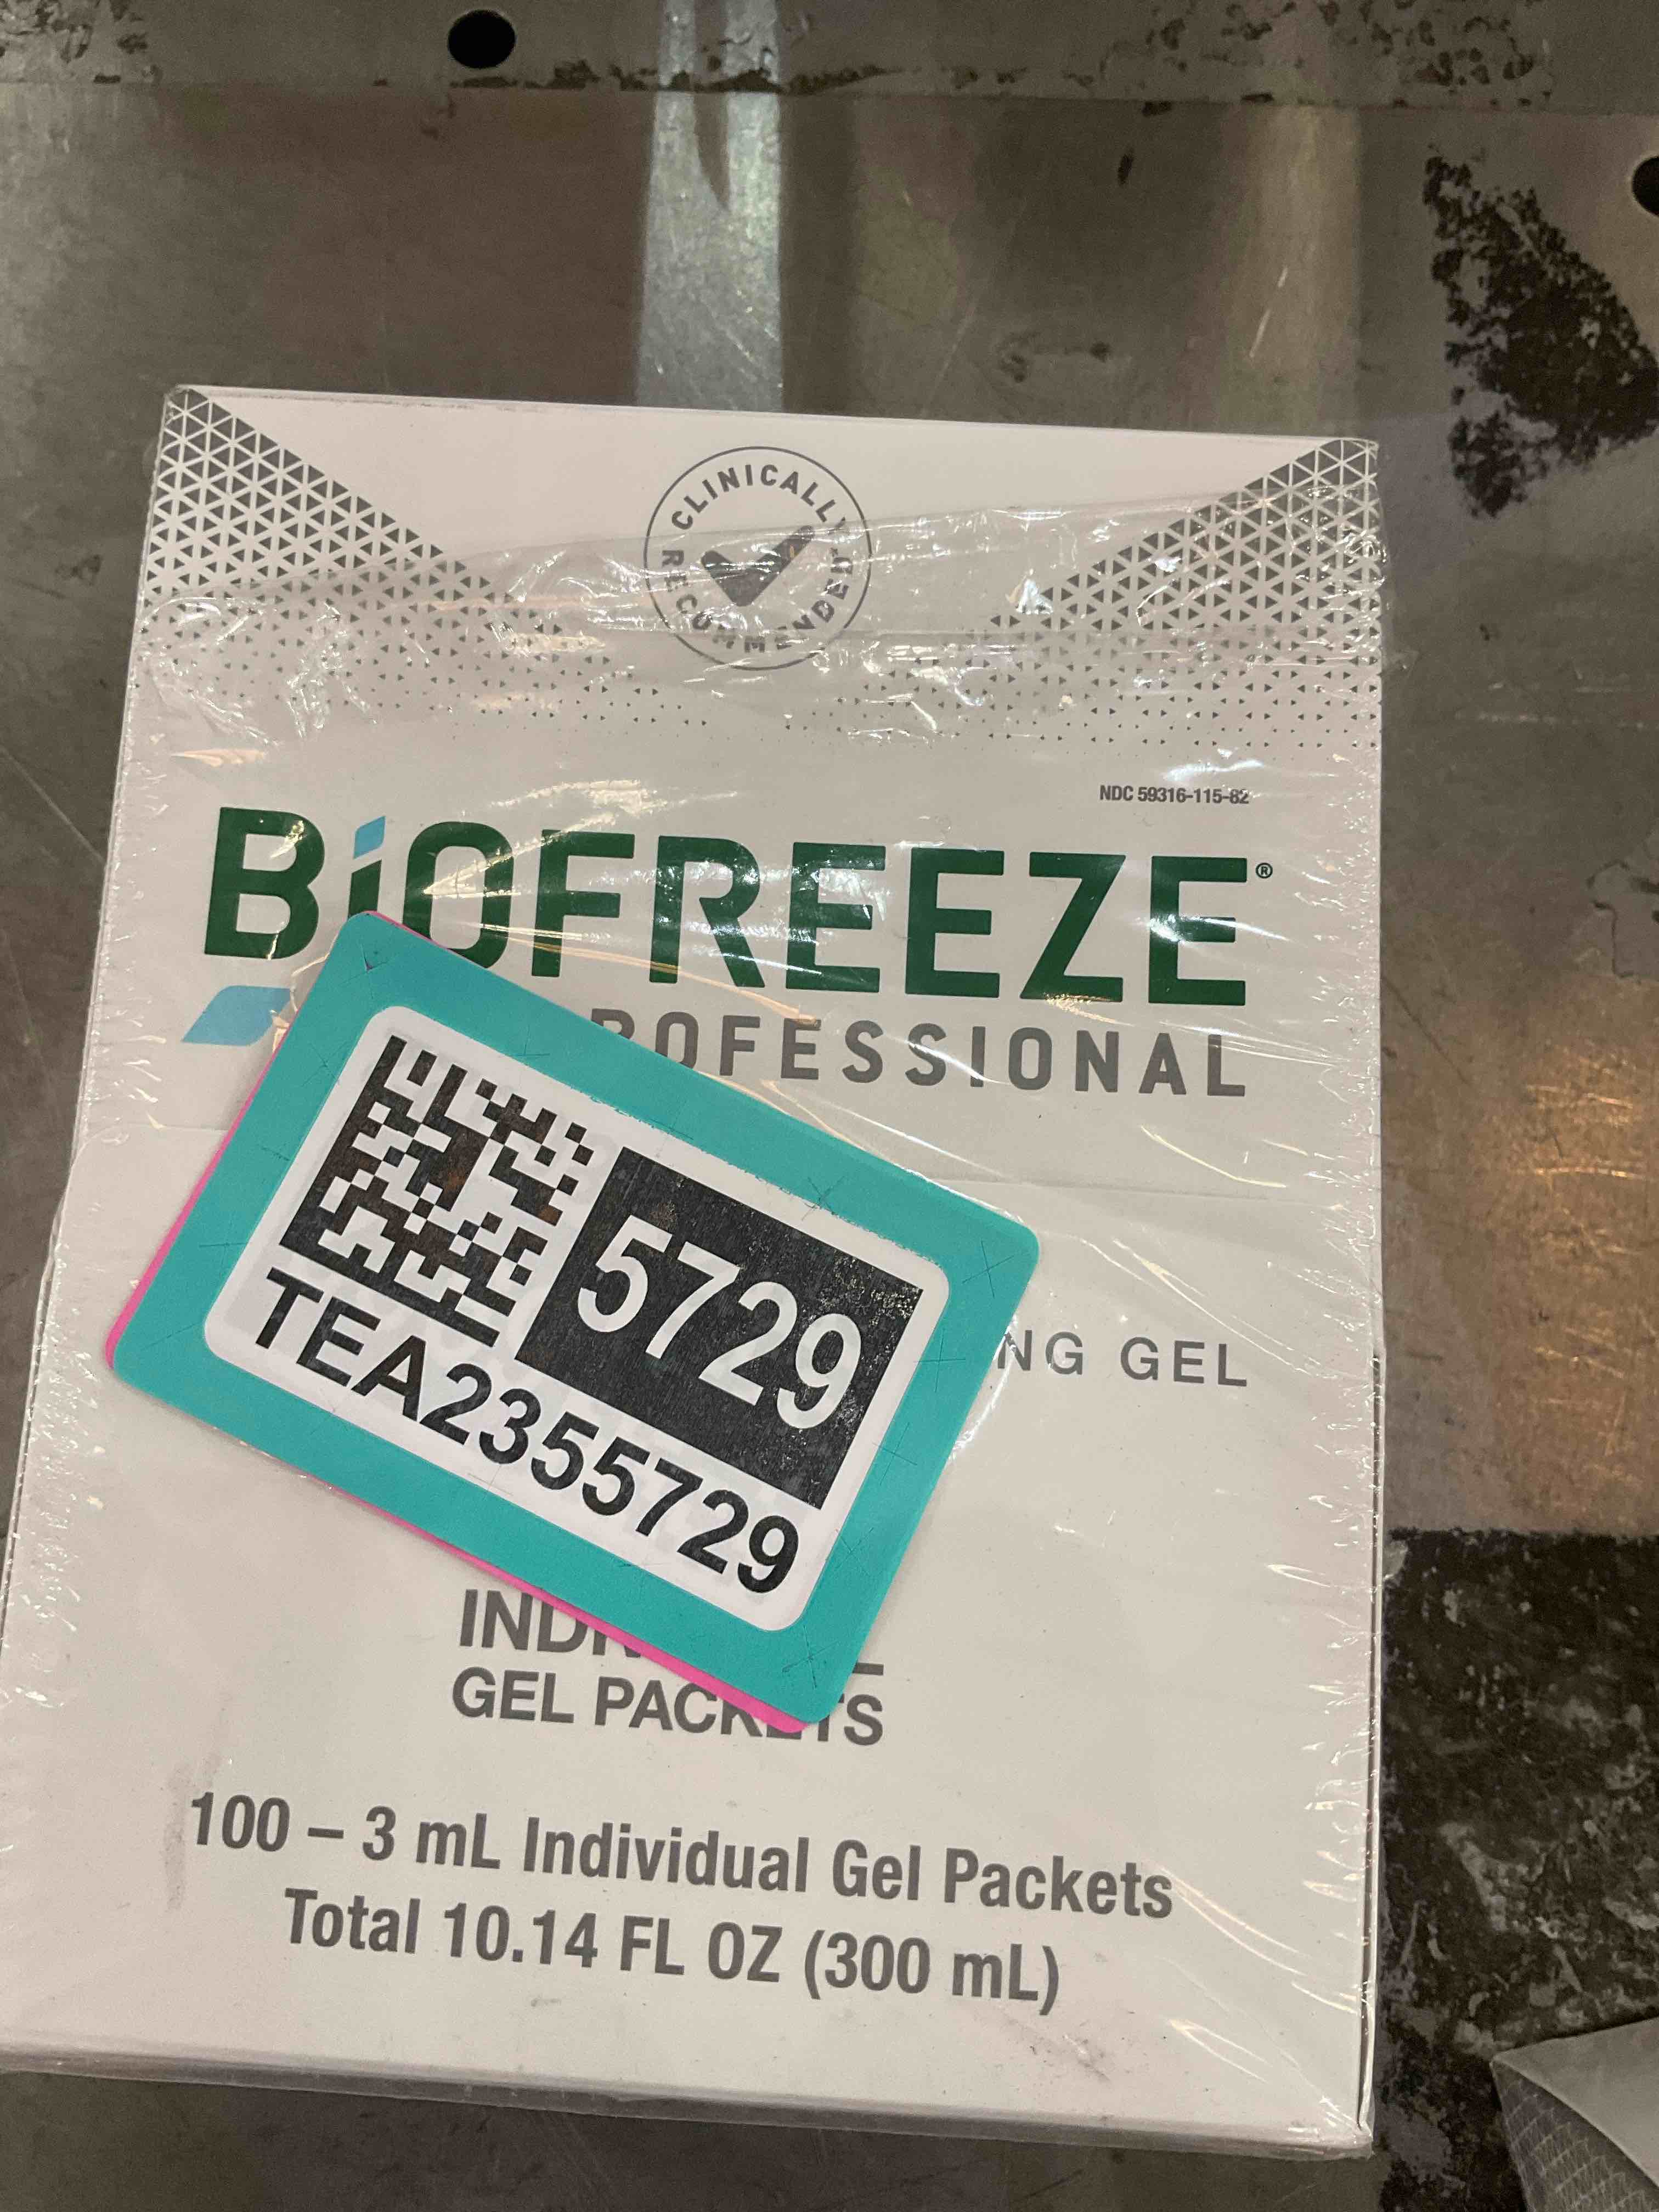 CLINICALLY
RECOMMENDED
NDC 59316-115-82
BiOFREEZE®
ROFESSIONAL
5729
TEA2355729
NG GEL
GEL PACKETS
100 – 3 mL Individual Gel Packets
Total 10.14 FL OZ (300 mL)